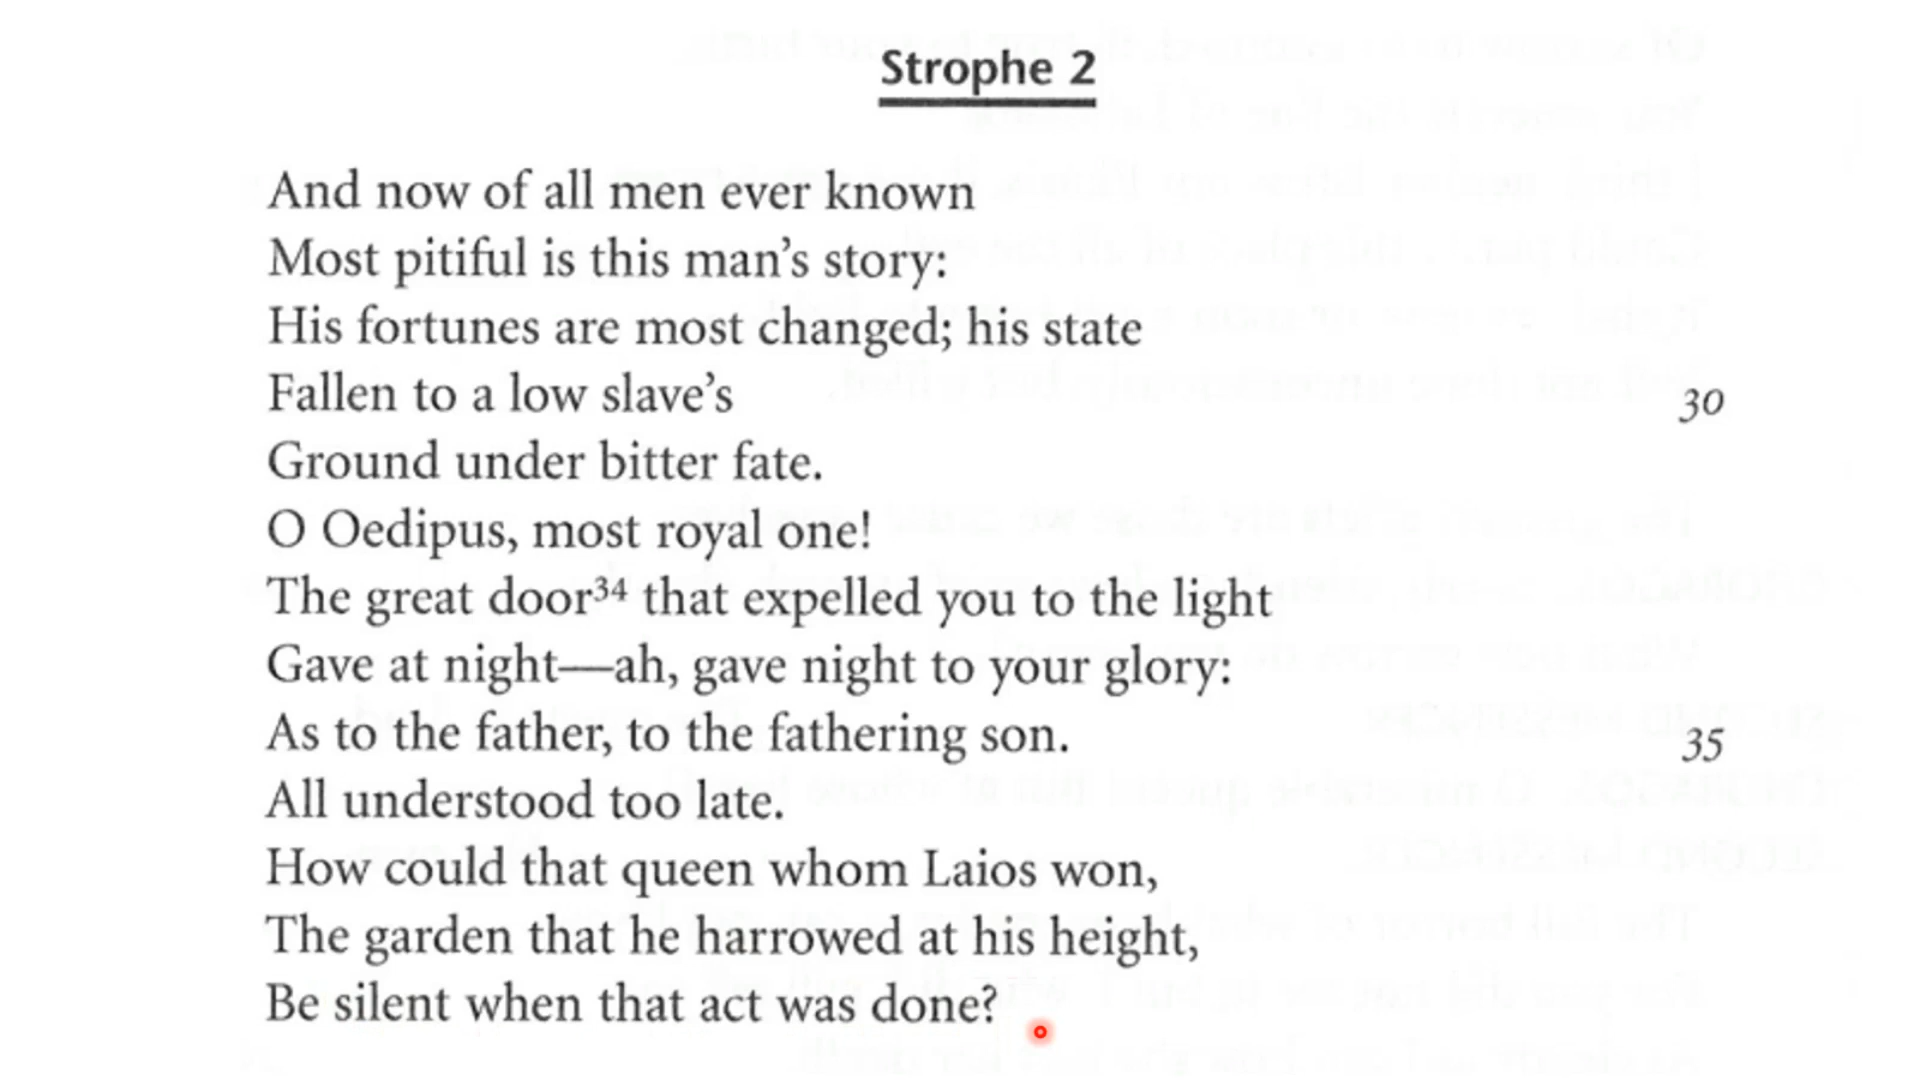 Strophe 2
And now of all men ever known
Most pitiful is this man's story:
His fortunes are most changed; his state
Fallen to a low slave's 30
Ground under bitter fate.
O Oedipus, most royal one!
The great door³⁴ that expelled you to the light
Gave at night—ah, gave night to your glory:
As to the father, to the fathering son. 35
All understood too late.
How could that queen whom Laios won,
The garden that he harrowed at his height,
Be silent when that act was done?